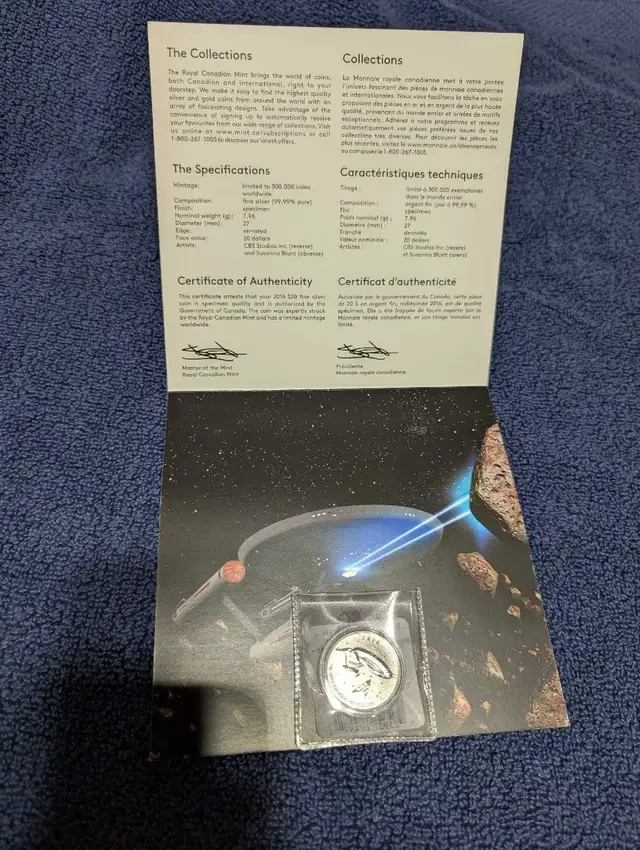 The Collections
The Royal Canadian Mint brings the world of coins,
both Canadian and international, right to your
doorstep. We make it easy to find the highest quality
silver and gold coins from around the world with an
array of fascinating designs. Take advantage of the
convenience of signing up to automatically receive
your favourites from our wide range of collections. Visit
us online at www.mint.ca/subscriptions or call
1-800-267-1005 to discover our latest offers.
Collections
La Monnaie royale canadienne met à votre portée
l'univers fascinant des pièces de monnaie canadiennes
et internationales. Nous vous facilitons la tâche en vous
proposant des pièces en or et en argent de la plus haute
qualité, provenant du monde entier et ornées de motifs
exceptionnels. Adhérez à notre programme et recevez
automatiquement vos pièces préférées issues de nos
collections très diverses. Pour découvrir les pièces les
plus récentes, visitez le www.monnaie.ca/abonnements
ou composez le 1-800-267-1005.
The Specifications
Mintage: limited to 300,000 coins
worldwide
Composition: fine silver (99.99% pure)
Finish: specimen
Nominal weight (g): 7.96
Diameter (mm): 27
Edge: serrated
Face value: 20 dollars
Artists: CBS Studios Inc. (reverse)
and Susanna Blunt (obverse)
Caractéristiques techniques
Tirage : limité à 300 000 exemplaires
dans le monde entier
Composition : argent fin (pur à 99,99 %)
Fini : specimen
Poids nominal (g) : 7,96
Diamètre (mm) : 27
Tranche dentelée
Valeur nominale : 20 dollars
Artistes : CBS Studios Inc. (revers)
et Susanna Blunt (avers)
Certificate of Authenticity
This certificate attests that your 2016 $20 fine silver
coin is specimen quality and is authorized by the
Government of Canada. The coin was expertly struck
by the Royal Canadian Mint and has a limited mintage
worldwide.
Master of the Mint
Royal Canadian Mint
Certificat d'authenticité
Autorisée par le gouvernement du Canada, cette pièce
de 20 $ en argent fin, millésimée 2016, est de qualité
spécimen. Elle a été frappée de façon experte par la
Monnaie royale canadienne, et son tirage mondial est
limité.
Présidente
Monnaie royale canadienne